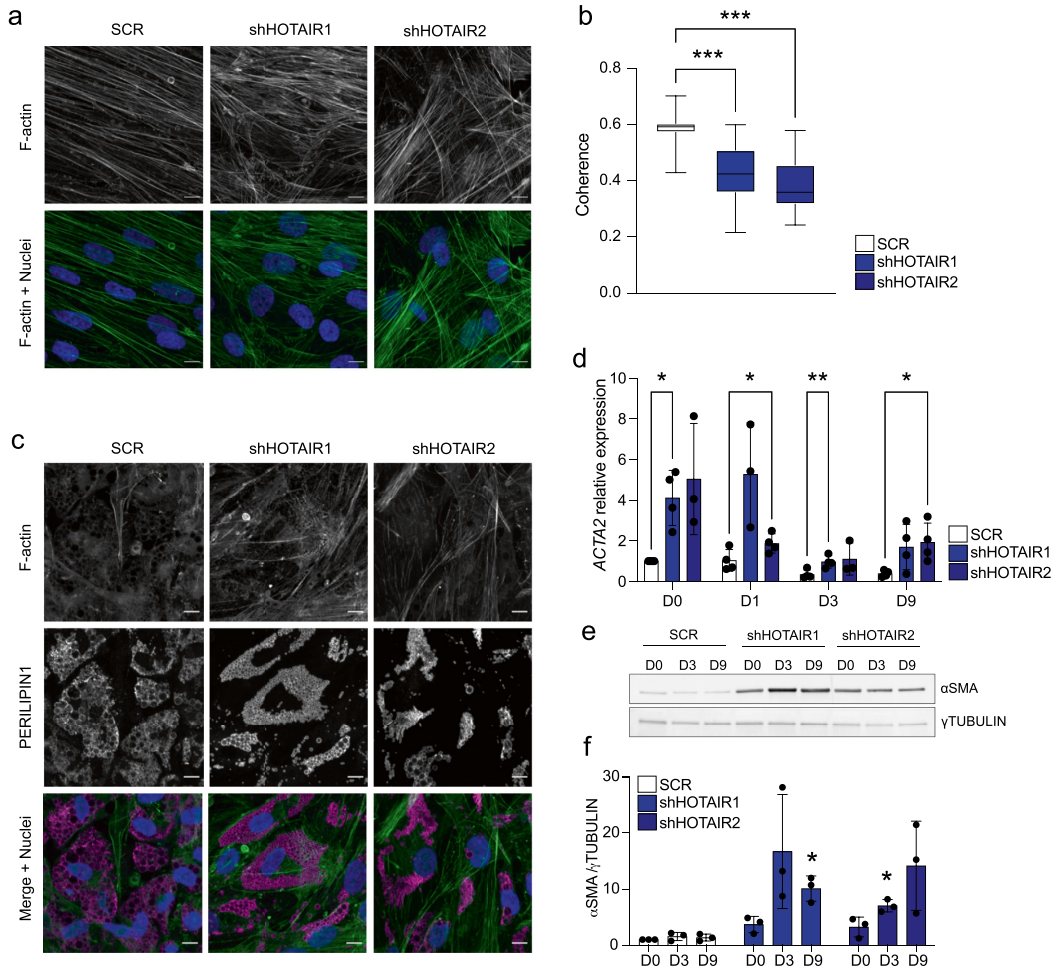 a
SCR
shHOTAIR1
shHOTAIR2
F-actin
F-actin + Nuclei
b
***
***
0.8
0.6
0.4
0.2
0.0
Coherence
SCR
shHOTAIR1
shHOTAIR2
c
SCR
shHOTAIR1
shHOTAIR2
F-actin
PERILIPIN1
Merge + Nuclei
d
*
*
**
*
10
8
6
4
2
0
ACTA2 relative expression
D0
D1
D3
D9
SCR
shHOTAIR1
shHOTAIR2
e
SCR
shHOTAIR1
shHOTAIR2
D0 D3 D9 D0 D3 D9 D0 D3 D9
αSMA
γTUBULIN
f
30
20
10
0
αSMA/γTUBULIN
SCR
shHOTAIR1
shHOTAIR2
*
*
D0 D3 D9 D0 D3 D9 D0 D3 D9